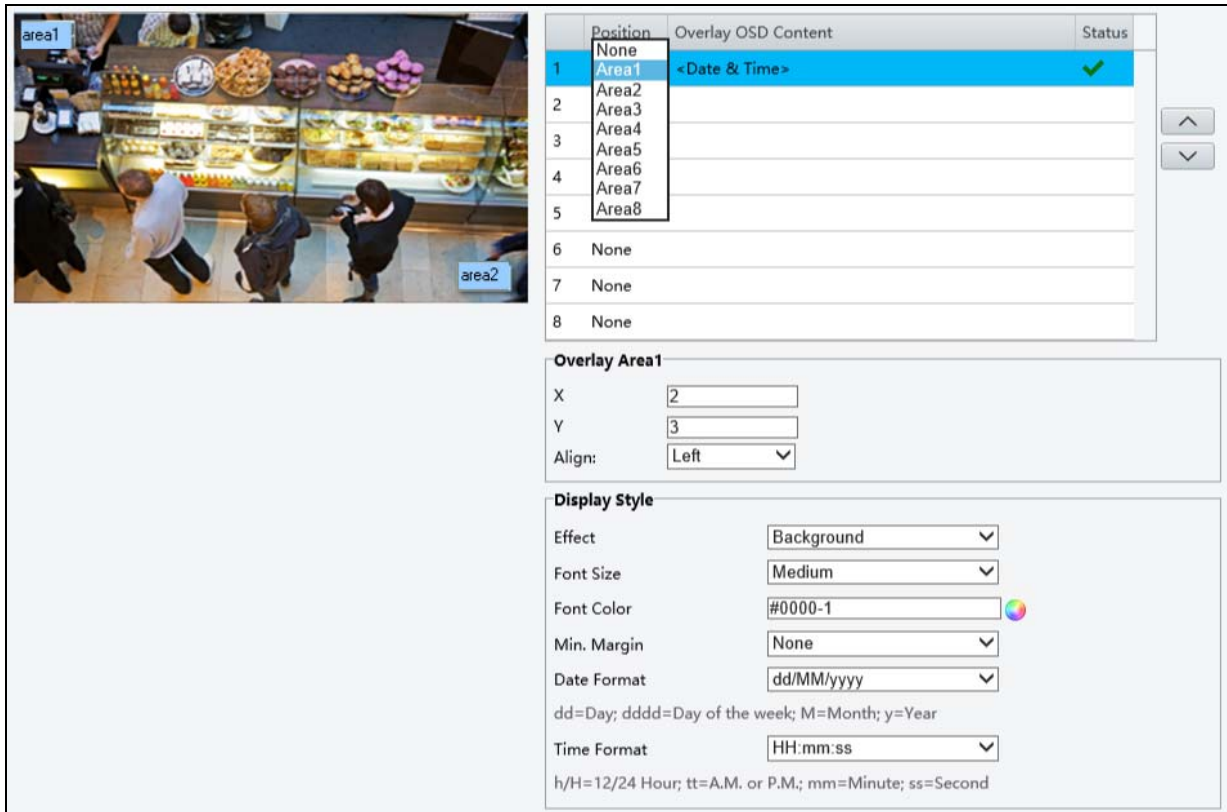 area1
area2
Position Overlay OSD Content Status
None
1 Area1 <Date & Time>
Area2
2
Area3
Area4
3
Area5
Area6
4
Area7
Area8
5
6 None
7 None
8 None
Overlay Area1
X 2
Y 3
Align: Left
Display Style
Effect Background
Font Size Medium
Font Color #0000-1
Min. Margin None
Date Format dd/MM/yyyy
dd=Day; dddd=Day of the week; M=Month; y=Year
Time Format HH:mm:ss
h/H=12/24 Hour; tt=A.M. or P.M.; mm=Minute; ss=Second